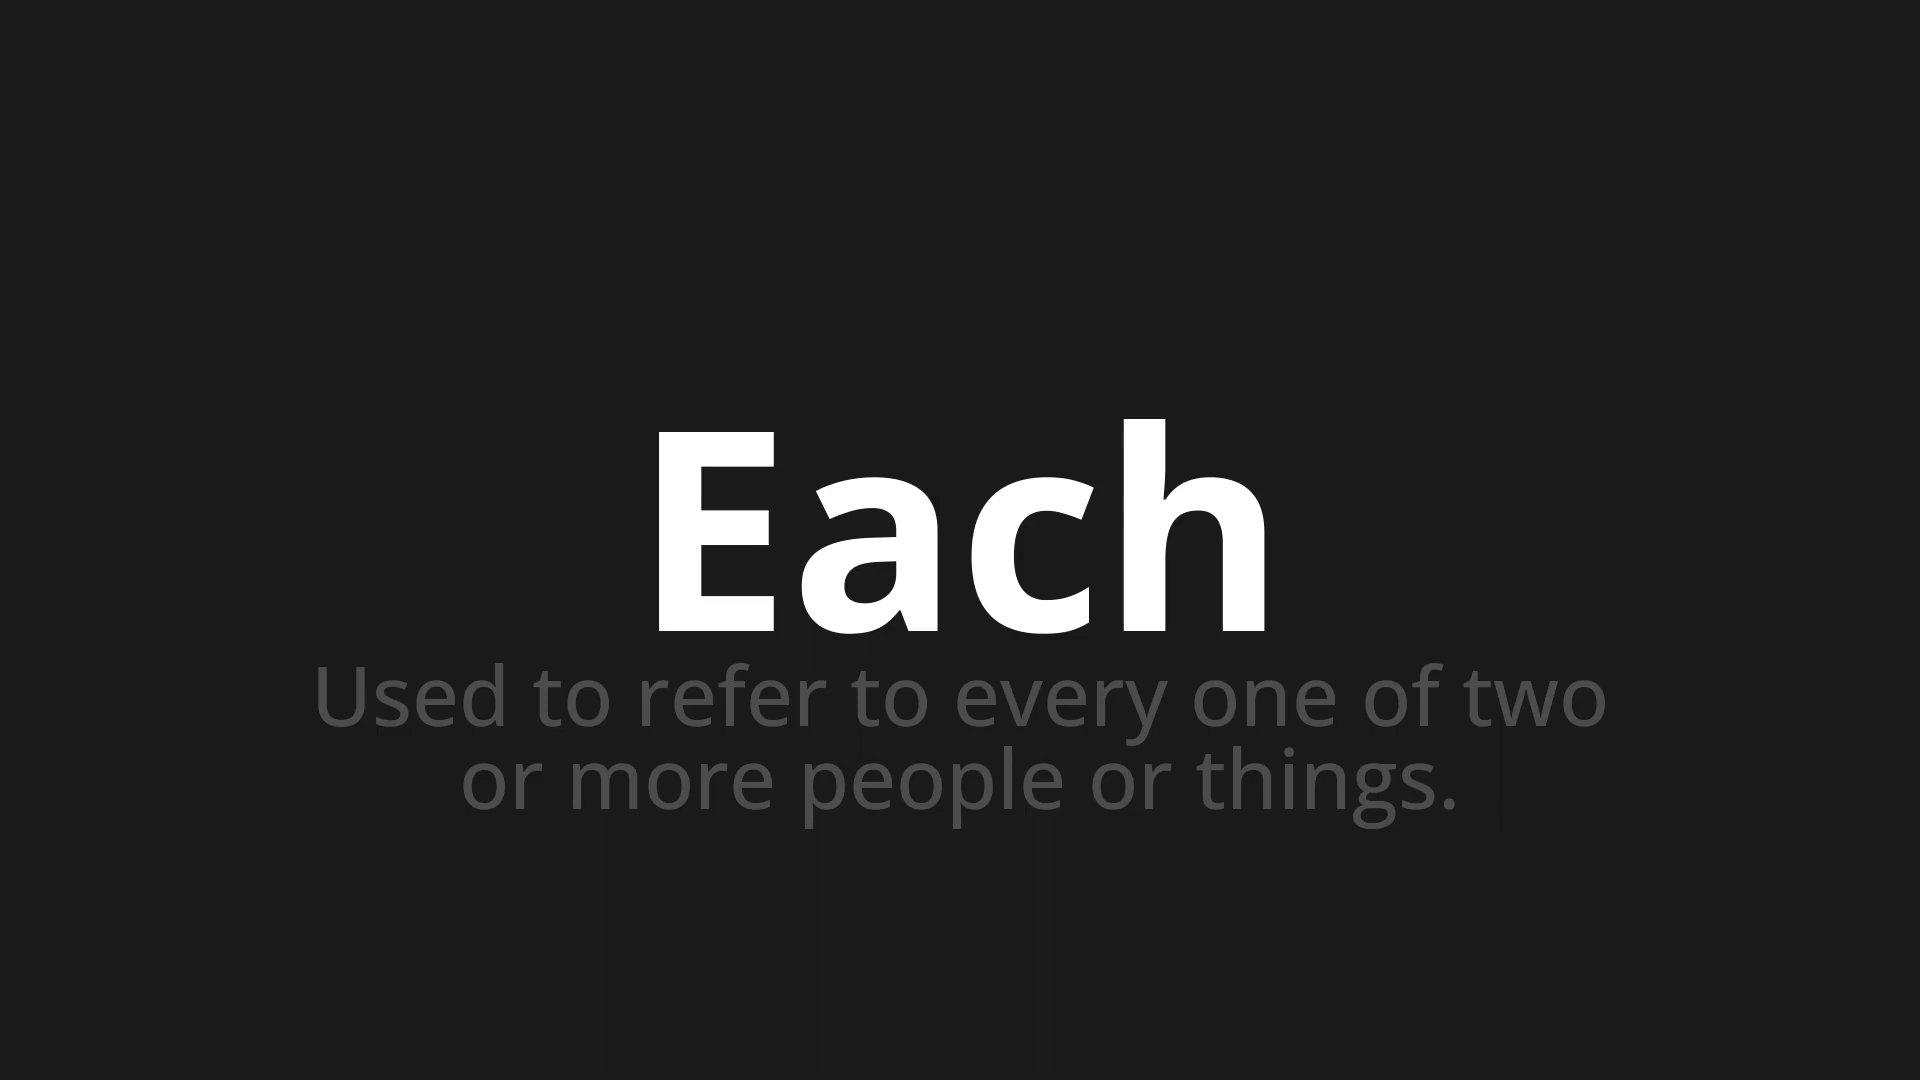 Each
Used to refer to every one of two
or more people or things.